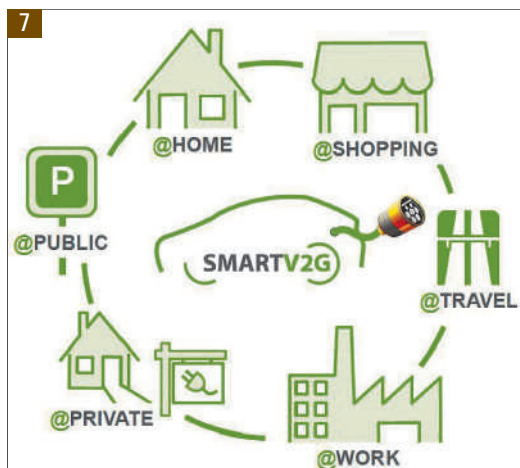 7
@HOME
@SHOPPING
P
@PUBLIC
SMARTV2G
@TRAVEL
@PRIVATE
@WORK